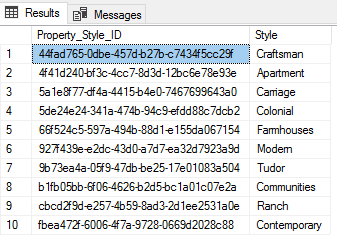 Results Messages
Property_Style_ID Style
1 44fad765-0dbe-457d-b27b-c7434f5cc29f Craftsman
2 4f41d240-bf3c-4cc7-8d3d-12bc6e78e93e Apartment
3 5a1e8f77-df4a-4415-b4e0-7467699643a0 Carriage
4 5de24e24-341a-474b-94c9-efdd88c7dcb2 Colonial
5 66f524c5-597a-494b-88d1-e155da067154 Farmhouses
6 927f439e-e2dc-43d0-a7d7-ea32d7923a9d Modern
7 9b73ea4a-05f9-47db-be25-17e01083a504 Tudor
8 b1fb05bb-6f06-4626-b2d5-bc1a01c07e2a Communities
9 cbcd2f9d-e257-4b59-8ad3-2d1ee2531a0e Ranch
10 fbea472f-6006-4f7a-9728-0669d2028c88 Contemporary